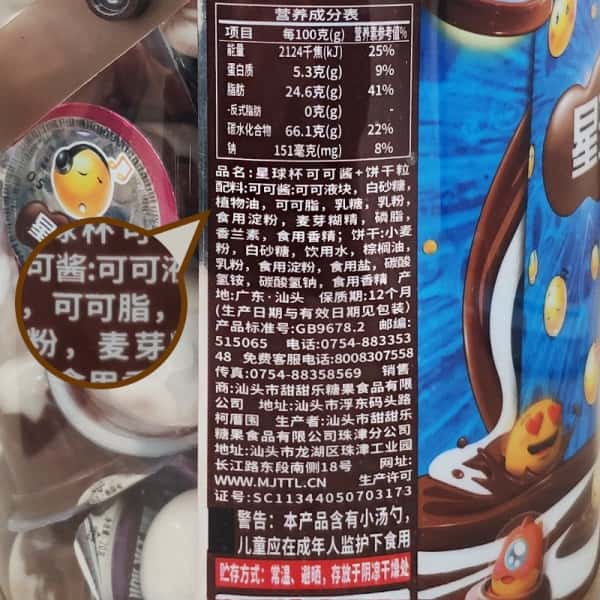 营养成分表
项目 每100克(g) 营养素参考值%
能量 2124千焦(kJ) 25%
蛋白质 5.3克(g) 9%
脂肪 24.6克(g) 41%
-反式脂肪 0克(g) -
碳水化合物 66.1克(g) 22%
钠 151毫克(mg) 8%
品名:星球杯可可酱+饼干粒
配料:可可酱:可可液块,白砂糖,
植物油,可可脂,乳糖,乳粉,
食用淀粉,麦芽糊精,磷脂,
香兰素,食用香精;饼干:小麦
粉,白砂糖,饮用水,棕榈油,
乳粉,食用淀粉,食用盐,碳酸
氢铵,碳酸氢钠,食用香精 产
地:广东·汕头 保质期:12个月
(生产日期与有效日期见包装)
产品标准号:GB9678.2 邮编:
515065 电话:0754-883353
48 免费客服电话:8008307558
传真:0754-88358569 销售
商:汕头市甜甜乐糖果食品有限
公司 地址:汕头市浮东码头路
柯厝围 生产者:汕头市甜甜乐
糖果食品有限公司珠津分公司
地址:汕头市龙湖区珠津工业园
长江路东段南侧18号 网址:
WWW.MJTTL.CN 生产许可
证号:SC11344050703173
警告:本产品含有小汤勺,
儿童应在成年人监护下食用
贮存方式:常温、避晒,存放于阴凉干燥处
球杯可
可酱:可可液
,可可脂,
粉,麦芽
食用
星